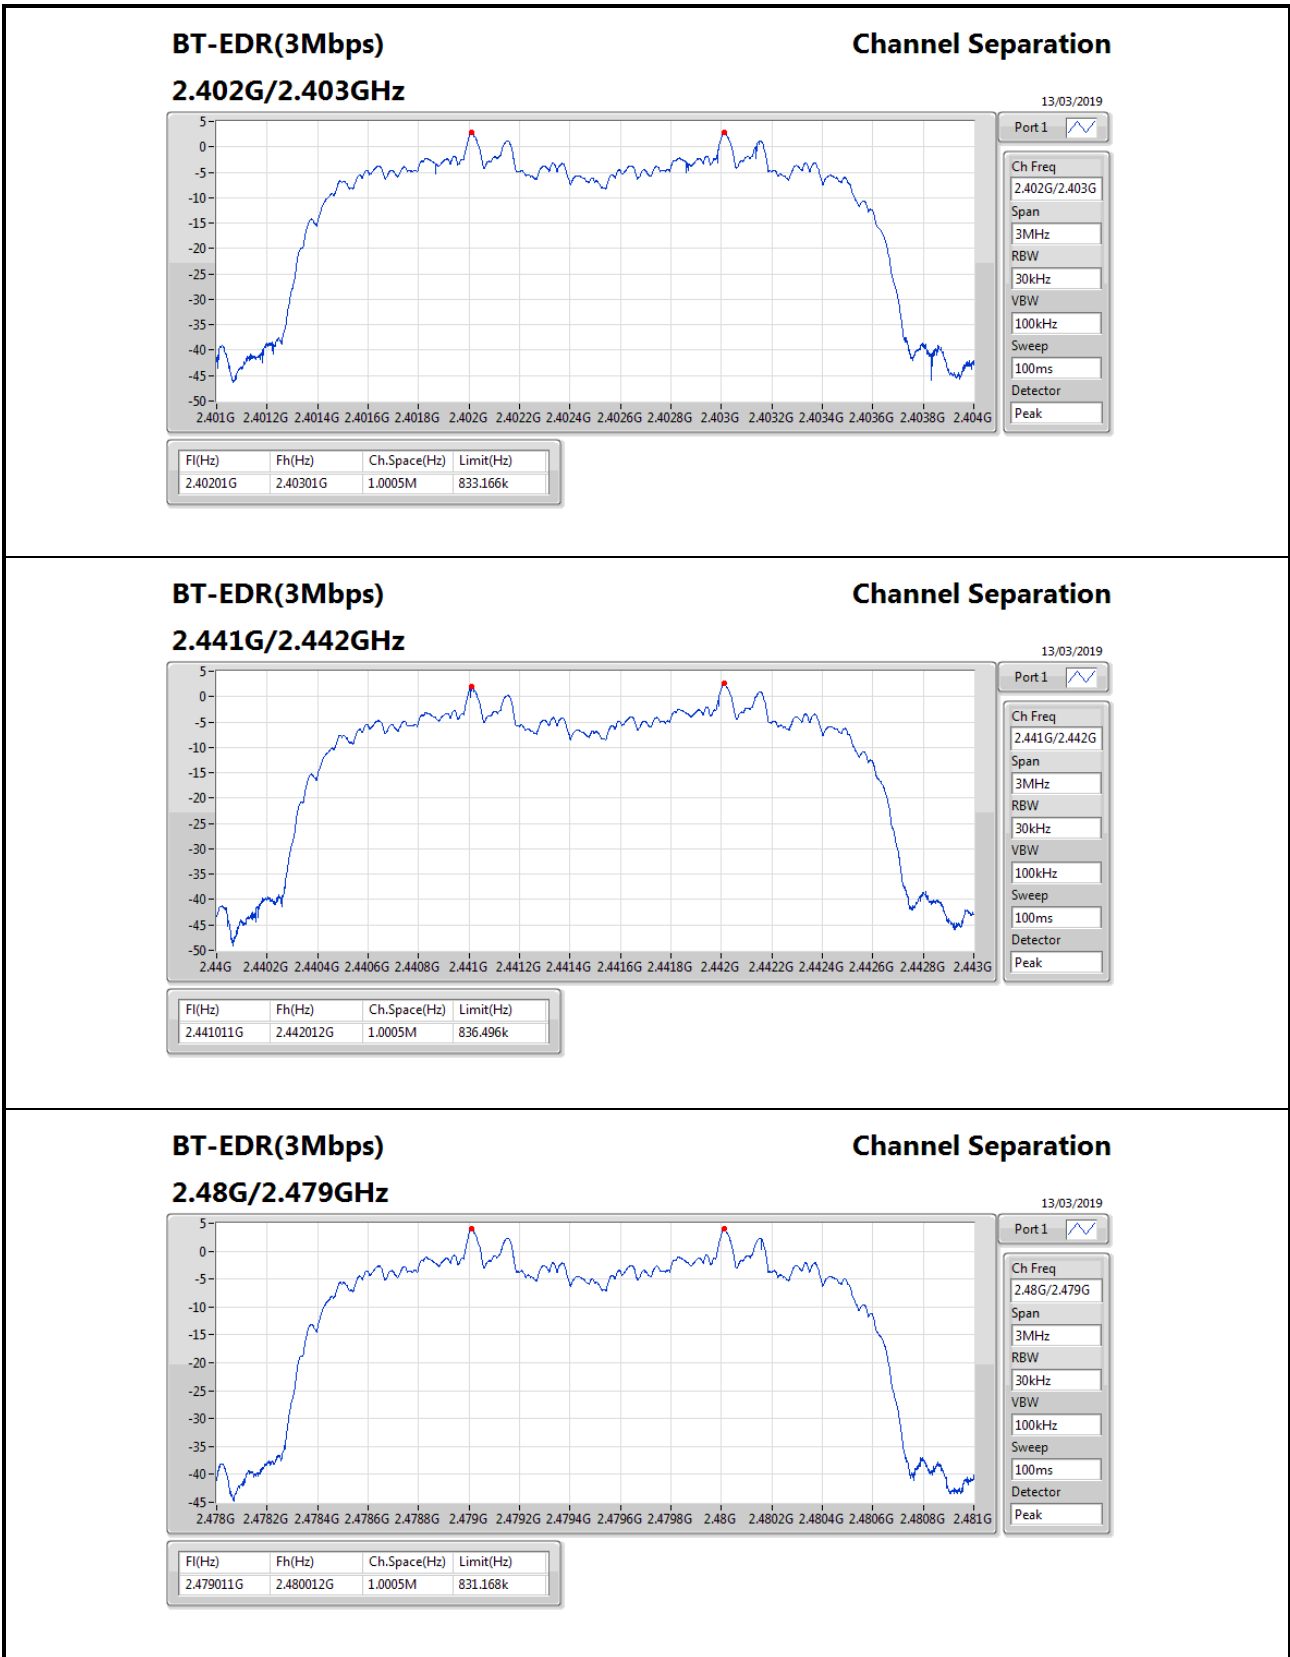 BT-EDR(3Mbps) Channel Separation
2.402G/2.403GHz
13/03/2019
Port 1
5
0
-5
-10
-15
-20
-25
-30
-35
-40
-45
-50
2.401G 2.4012G 2.4014G 2.4016G 2.4018G 2.402G 2.4022G 2.4024G 2.4026G 2.4028G 2.403G 2.4032G 2.4034G 2.4036G 2.4038G 2.404G
Ch Freq
2.402G/2.403G
Span
3MHz
RBW
30kHz
VBW
100kHz
Sweep
100ms
Detector
Peak
Fl(Hz) Fh(Hz) Ch.Space(Hz) Limit(Hz)
2.40201G 2.40301G 1.0005M 833.166k
BT-EDR(3Mbps) Channel Separation
2.441G/2.442GHz
13/03/2019
Port 1
5
0
-5
-10
-15
-20
-25
-30
-35
-40
-45
-50
2.44G 2.4402G 2.4404G 2.4406G 2.4408G 2.441G 2.4412G 2.4414G 2.4416G 2.4418G 2.442G 2.4422G 2.4424G 2.4426G 2.4428G 2.443G
Ch Freq
2.441G/2.442G
Span
3MHz
RBW
30kHz
VBW
100kHz
Sweep
100ms
Detector
Peak
Fl(Hz) Fh(Hz) Ch.Space(Hz) Limit(Hz)
2.441011G 2.442012G 1.0005M 836.496k
BT-EDR(3Mbps) Channel Separation
2.48G/2.479GHz
13/03/2019
Port 1
5
0
-5
-10
-15
-20
-25
-30
-35
-40
-45
2.478G 2.4782G 2.4784G 2.4786G 2.4788G 2.479G 2.4792G 2.4794G 2.4796G 2.4798G 2.48G 2.4802G 2.4804G 2.4806G 2.4808G 2.481G
Ch Freq
2.48G/2.479G
Span
3MHz
RBW
30kHz
VBW
100kHz
Sweep
100ms
Detector
Peak
Fl(Hz) Fh(Hz) Ch.Space(Hz) Limit(Hz)
2.479011G 2.480012G 1.0005M 831.168k